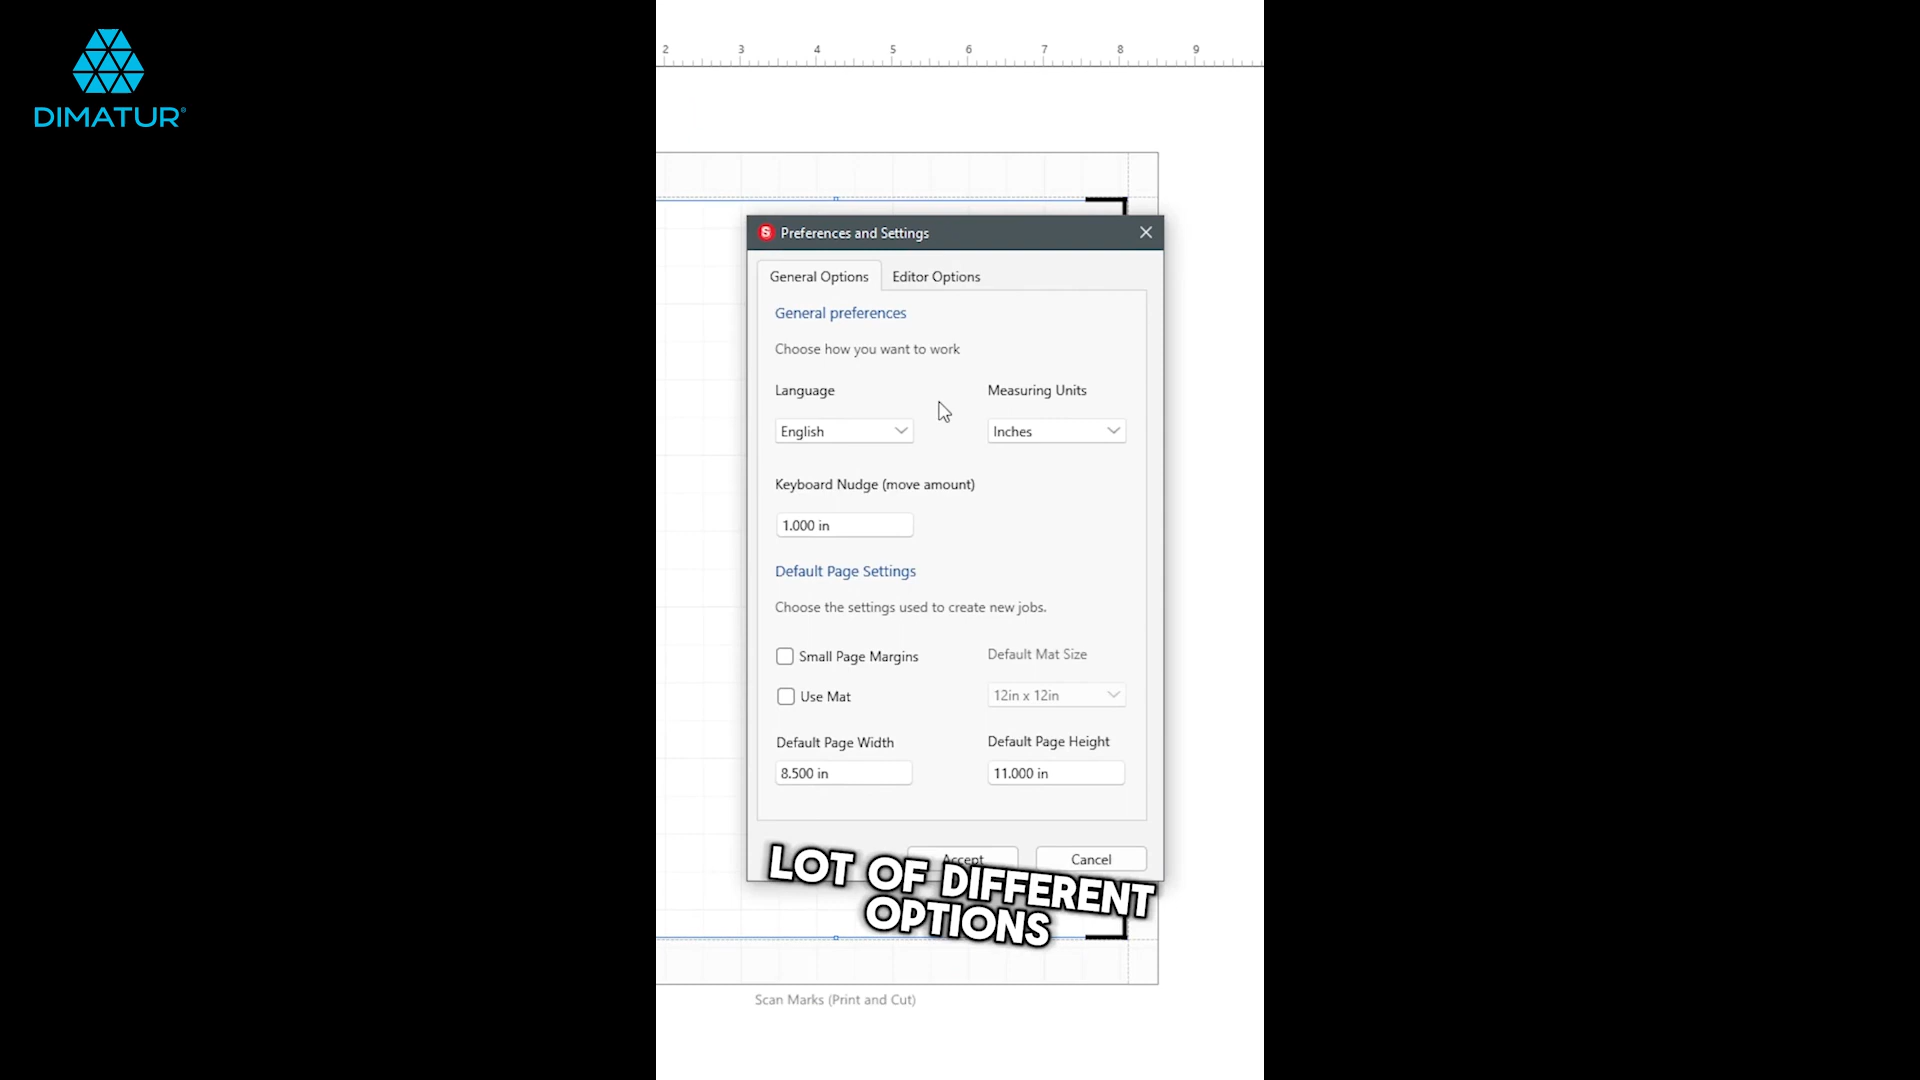 DIMATUR®
2 3 4 5 6 7 8 9
Preferences and Settings
General Options Editor Options
General preferences
Choose how you want to work
Language Measuring Units
English Inches
Keyboard Nudge (move amount)
1.000 in
Default Page Settings
Choose the settings used to create new jobs.
Small Page Margins Default Mat Size
Use Mat 12in x 12in
Default Page Width Default Page Height
8.500 in 11.000 in
Accept Cancel
LOT OF DIFFERENT
OPTIONS
Scan Marks (Print and Cut)